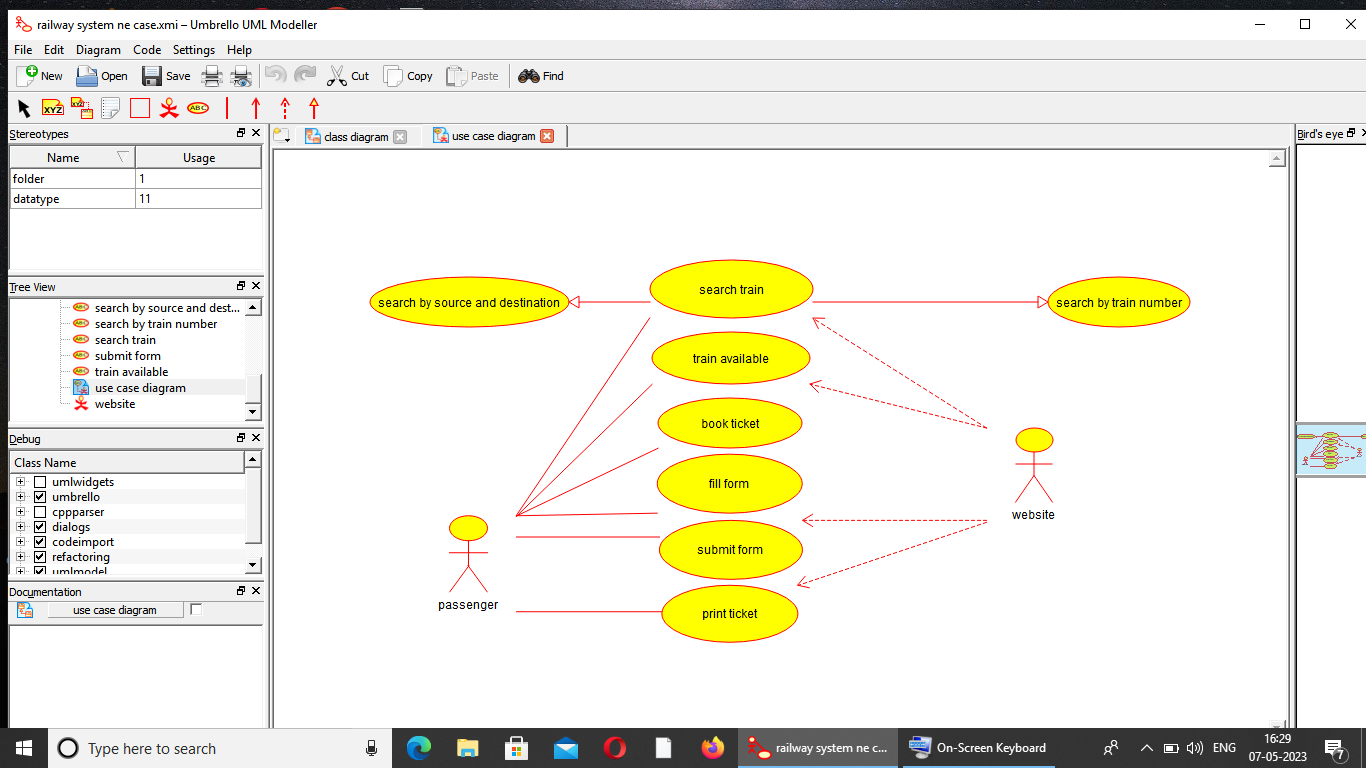 railway system ne case.xmi – Umbrello UML Modeller
File Edit Diagram Code Settings Help
New Open Save Cut Copy Paste Find
XYZ XYZ ABC
Stereotypes
Name Usage
folder 1
datatype 11
Tree View
search by source and dest...
search by train number
search train
submit form
train available
use case diagram
website
Debug
Class Name
umlwidgets
umbrello
cppparser
dialogs
codeimport
refactoring
umlmodel
Documentation
use case diagram
class diagram
use case diagram
Bird's eye
search by source and destination
search train
search by train number
train available
book ticket
fill form
submit form
print ticket
passenger
website
Type here to search
railway system ne c...
On-Screen Keyboard
ENG
16:29
07-05-2023
7